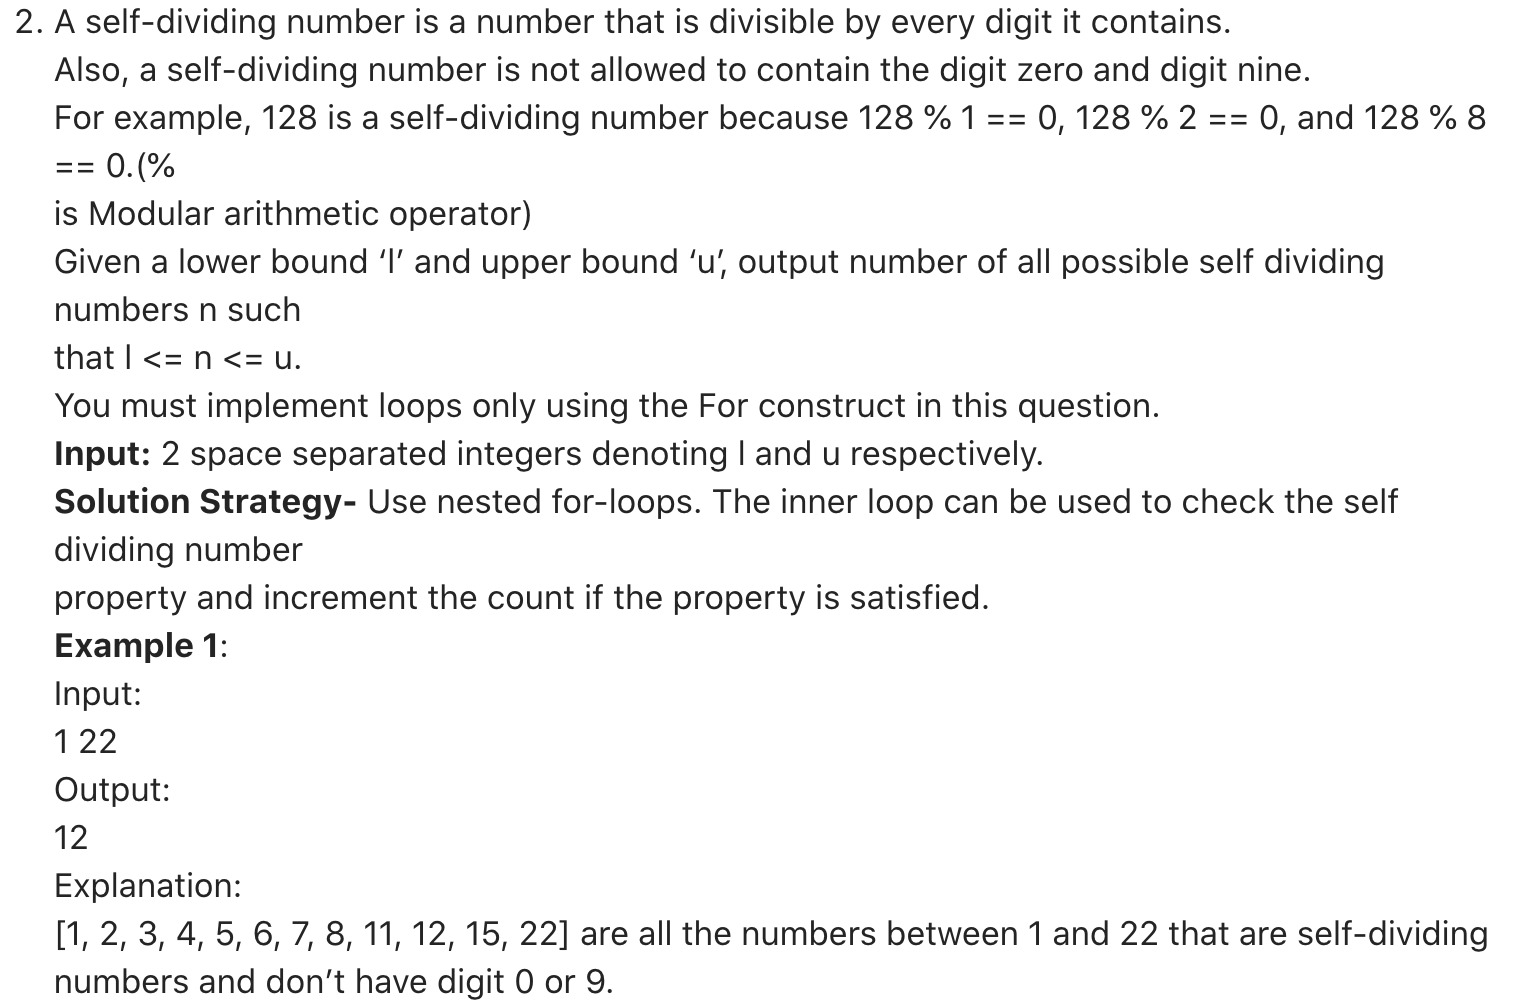 2. A self-dividing number is a number that is divisible by every digit it contains.
Also, a self-dividing number is not allowed to contain the digit zero and digit nine.
For example, 128 is a self-dividing number because 128 % 1 == 0, 128 % 2 == 0, and 128 % 8
== 0.(%
is Modular arithmetic operator)
Given a lower bound ‘l’ and upper bound ‘u’, output number of all possible self dividing
numbers n such
that l <= n <= u.
You must implement loops only using the For construct in this question.
Input: 2 space separated integers denoting l and u respectively.
Solution Strategy- Use nested for-loops. The inner loop can be used to check the self
dividing number
property and increment the count if the property is satisfied.
Example 1:
Input:
1 22
Output:
12
Explanation:
[1, 2, 3, 4, 5, 6, 7, 8, 11, 12, 15, 22] are all the numbers between 1 and 22 that are self-dividing
numbers and don’t have digit 0 or 9.